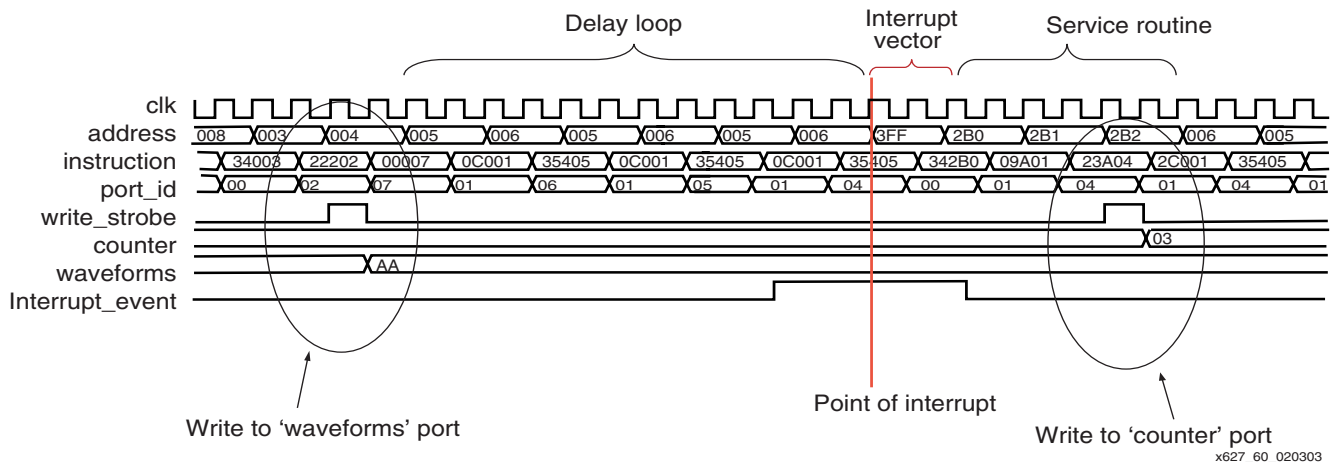 Delay loop
Interrupt
vector
Service routine
clk
address 008 003 004 005 006 005 006 005 006 3FF 2B0 2B1 2B2 006 005
instruction 34003 22202 00007 0C001 35405 0C001 35405 0C001 35405 342B0 09A01 23A04 2C001 35405
port_id 00 02 07 01 06 01 05 01 04 00 01 04 01 04 01
write_strobe
counter 03
waveforms AA
Interrupt_event
Point of interrupt
Write to ‘waveforms’ port
Write to ‘counter’ port
x627_60_020303